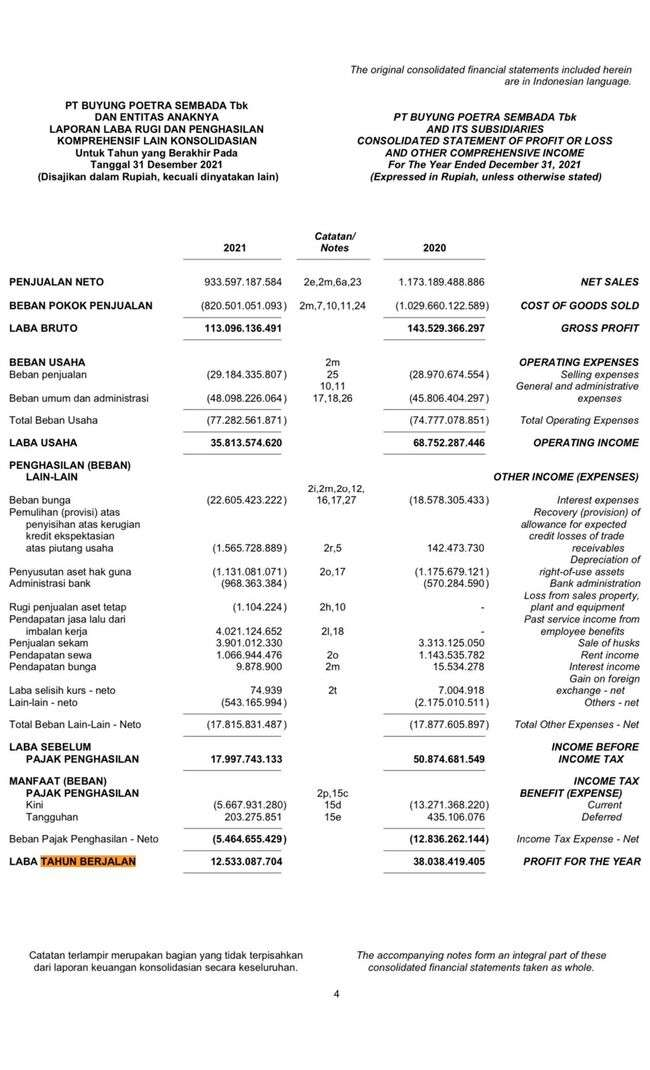 The original consolidated financial statements included herein
are in Indonesian language.
PT BUYUNG POETRA SEMBADA Tbk
DAN ENTITAS ANAKNYA
LAPORAN LABA RUGI DAN PENGHASILAN
KOMPREHENSIF LAIN KONSOLIDASIAN
Untuk Tahun yang Berakhir Pada
Tanggal 31 Desember 2021
(Disajikan dalam Rupiah, kecuali dinyatakan lain)
PT BUYUNG POETRA SEMBADA Tbk
AND ITS SUBSIDIARIES
CONSOLIDATED STATEMENT OF PROFIT OR LOSS
AND OTHER COMPREHENSIVE INCOME
For The Year Ended December 31, 2021
(Expressed in Rupiah, unless otherwise stated)
Catatan/
2021 Notes 2020
PENJUALAN NETO 933.597.187.584 2e,2m,6a,23 1.173.189.488.886 NET SALES
BEBAN POKOK PENJUALAN (820.501.051.093) 2m,7,10,11,24 (1.029.660.122.589) COST OF GOODS SOLD
LABA BRUTO 113.096.136.491 143.529.366.297 GROSS PROFIT
BEBAN USAHA 2m OPERATING EXPENSES
Beban penjualan (29.184.335.807) 25 (28.970.674.554) Selling expenses
10,11 General and administrative
Beban umum dan administrasi (48.098.226.064) 17,18,26 (45.806.404.297) expenses
Total Beban Usaha (77.282.561.871) (74.777.078.851) Total Operating Expenses
LABA USAHA 35.813.574.620 68.752.287.446 OPERATING INCOME
PENGHASILAN (BEBAN)
LAIN-LAIN OTHER INCOME (EXPENSES)
2i,2m,2o,12,
Beban bunga (22.605.423.222) 16,17,27 (18.578.305.433) Interest expenses
Pemulihan (provisi) atas Recovery (provision) of
penyisihan atas kerugian allowance for expected
kredit ekspektasian credit losses of trade
atas piutang usaha (1.565.728.889) 2r,5 142.473.730 receivables
Depreciation of
Penyusutan aset hak guna (1.131.081.071) 2o,17 (1.175.679.121) right-of-use assets
Administrasi bank (968.363.384) (570.284.590) Bank administration
Loss from sales property,
Rugi penjualan aset tetap (1.104.224) 2h,10 - plant and equipment
Pendapatan jasa lalu dari Past service income from
imbalan kerja 4.021.124.652 2l,18 - employee benefits
Penjualan sekam 3.901.012.330 3.313.125.050 Sale of husks
Pendapatan sewa 1.066.944.476 2o 1.143.535.782 Rent income
Pendapatan bunga 9.878.900 2m 15.534.278 Interest income
Gain on foreign
Laba selisih kurs - neto 74.939 2t 7.004.918 exchange - net
Lain-lain - neto (543.165.994) (2.175.010.511) Others - net
Total Beban Lain-Lain - Neto (17.815.831.487) (17.877.605.897) Total Other Expenses - Net
LABA SEBELUM INCOME BEFORE
PAJAK PENGHASILAN 17.997.743.133 50.874.681.549 INCOME TAX
MANFAAT (BEBAN) INCOME TAX
PAJAK PENGHASILAN 2p,15c BENEFIT (EXPENSE)
Kini (5.667.931.280) 15d (13.271.368.220) Current
Tangguhan 203.275.851 15e 435.106.076 Deferred
Beban Pajak Penghasilan - Neto (5.464.655.429) (12.836.262.144) Income Tax Expense - Net
LABA TAHUN BERJALAN 12.533.087.704 38.038.419.405 PROFIT FOR THE YEAR
Catatan terlampir merupakan bagian yang tidak terpisahkan
dari laporan keuangan konsolidasian secara keseluruhan.
The accompanying notes form an integral part of these
consolidated financial statements taken as whole.
4